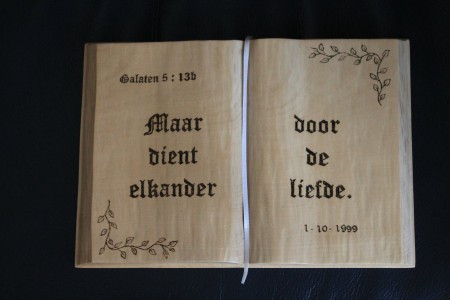 Galaten 5 : 13b
Maar
dient
elkander
door
de
liefde.
1-10-1999